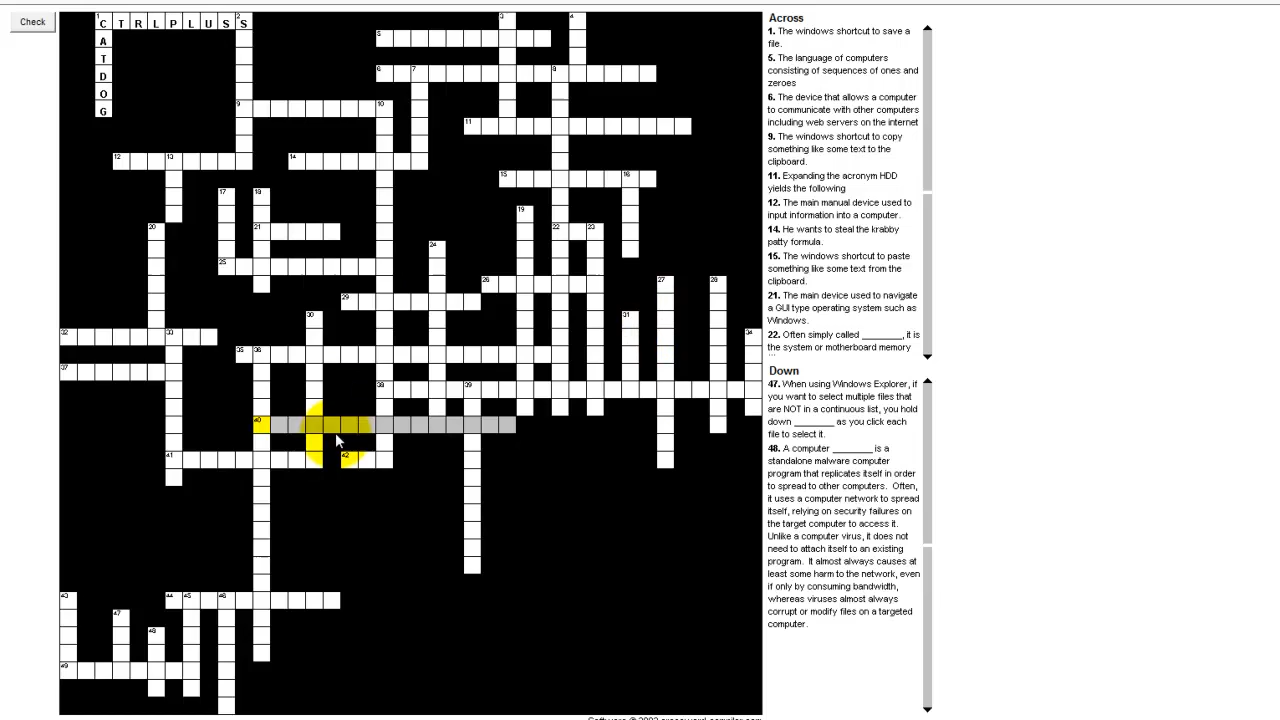 Check
CTRLPLUSS
A
T
D
O
G
Across
1. The windows shortcut to save a
file.
5. The language of computers
consisting of sequences of ones and
zeroes
6. The device that allows a computer
to communicate with other computers
including web servers on the internet
9. The windows shortcut to copy
something like some text to the
clipboard.
11. Expanding the acronym HDD
yields the following
12. The main manual device used to
input information into a computer.
14. He wants to steal the krabby
patty formula.
15. The windows shortcut to paste
something like some text from the
clipboard.
21. The main device used to navigate
a GUI type operating system such as
Windows.
22. Often simply called ________, it is
the system or motherboard memory
...
Down
47. When using Windows Explorer, if
you want to select multiple files that
are NOT in a continuous list, you hold
down ________ as you click each
file to select it.
48. A computer ________ is a
standalone malware computer
program that replicates itself in order
to spread to other computers. Often,
it uses a computer network to spread
itself, relying on security failures on
the target computer to access it.
Unlike a computer virus, it does not
need to attach itself to an existing
program. It almost always causes at
least some harm to the network, even
if only by consuming bandwidth,
whereas viruses almost always
corrupt or modify files on a targeted
computer.